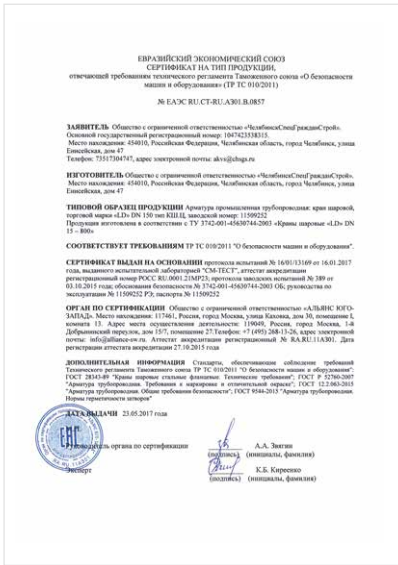 ЕВРАЗИЙСКИЙ ЭКОНОМИЧЕСКИЙ СОЮЗ
СЕРТИФИКАТ НА ТИП ПРОДУКЦИИ,
отвечающей требованиям технического регламента Таможенного союза «О безопасности
машин и оборудования» (ТР ТС 010/2011)
№ ЕАЭС RU.СТ-RU.АЗ01.В.0857
ЗАЯВИТЕЛЬ Общество с ограниченной ответственностью «ЧелябинскСпецГражданСтрой».
Основной государственный регистрационный номер: 1047423538315.
Место нахождения: 454010, Российская Федерация, Челябинская область, город Челябинск, улица
Енисейская, дом 47
Телефон: 73517304747, адрес электронной почты: akvs@chsgs.ru
ИЗГОТОВИТЕЛЬ Общество с ограниченной ответственностью «ЧелябинскСпецГражданСтрой».
Место нахождения: 454010, Российская Федерация, Челябинская область, город Челябинск, улица
Енисейская, дом 47
ТИПОВОЙ ОБРАЗЕЦ ПРОДУКЦИИ Арматура промышленная трубопроводная: кран шаровой,
торговой марки «LD» DN 150 тип КШ.Ц, заводской номер: 11509252
Продукция изготовлена в соответствии с ТУ 3742-001-45630744-2003 «Краны шаровые «LD» DN
15 – 800»
СООТВЕТСТВУЕТ ТРЕБОВАНИЯМ ТР ТС 010/2011 "О безопасности машин и оборудования".
СЕРТИФИКАТ ВЫДАН НА ОСНОВАНИИ протокола испытаний № 16/01/13169 от 16.01.2017
года, выданного испытательной лабораторией "СМ-ТЕСТ", аттестат аккредитации
регистрационный номер РОСС RU.0001.21МР23; протокола заводских испытаний № 389 от
03.10.2015 года; обоснования безопасности № 3742-001-45630744-2003 ОБ; руководства по
эксплуатации № 11509252 РЭ; паспорта № 11509252
ОРГАН ПО СЕРТИФИКАЦИИ Общество с ограниченной ответственностью «АЛЬЯНС ЮГО-
ЗАПАД». Место нахождения: 117461, Россия, город Москва, улица Каховка, дом 30, помещение I,
комната 13. Адрес места осуществления деятельности: 119049, Россия, город Москва, 1-й
Добрынинский переулок, дом 15/7, помещение 27. Телефон: +7 (495) 268-13-26, адрес электронной
почты: info@alliance-sw.ru. Аттестат аккредитации регистрационный № RA.RU.11АЗ01. Дата
регистрации аттестата аккредитации 27.10.2015 года
ДОПОЛНИТЕЛЬНАЯ ИНФОРМАЦИЯ Стандарты, обеспечивающие соблюдение требований
Технического регламента Таможенного союза ТР ТС 010/2011 "О безопасности машин и оборудования":
ГОСТ 28343-89 "Краны шаровые стальные фланцевые. Технические требования"; ГОСТ Р 52760-2007
"Арматура трубопроводная. Требования к маркировке и отличительной окраске"; ГОСТ 12.2.063-2015
"Арматура трубопроводная. Общие требования безопасности"; ГОСТ 9544-2015 "Арматура трубопроводная.
Нормы герметичности затворов"
ДАТА ВЫДАЧИ 23.05.2017 года
Руководитель органа по сертификации А.А. Звягин
(подпись) (инициалы, фамилия)
Эксперт К.Б. Киреенко
(подпись) (инициалы, фамилия)